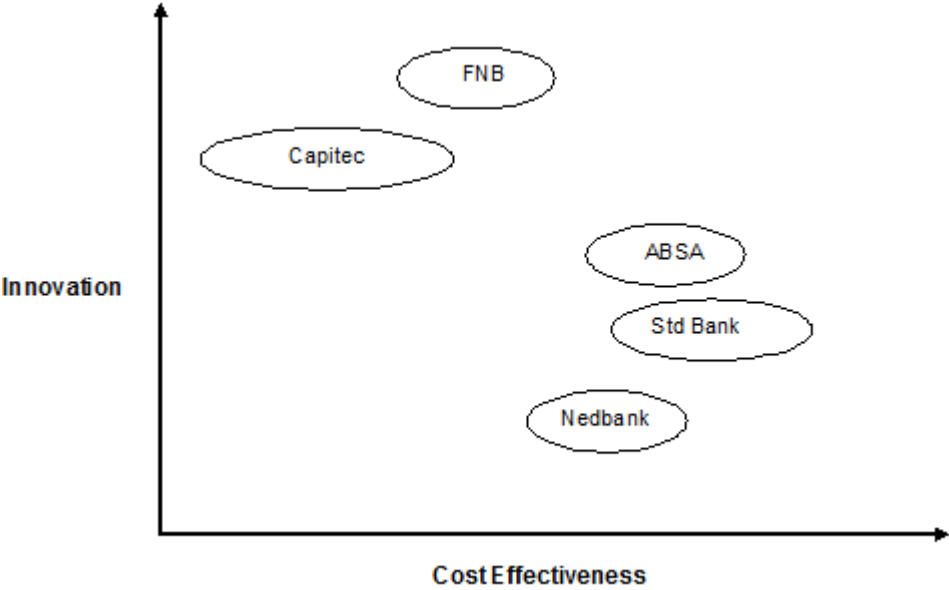 FNB
Capitec
ABSA
Innovation
Std Bank
Nedbank
Cost Effectiveness